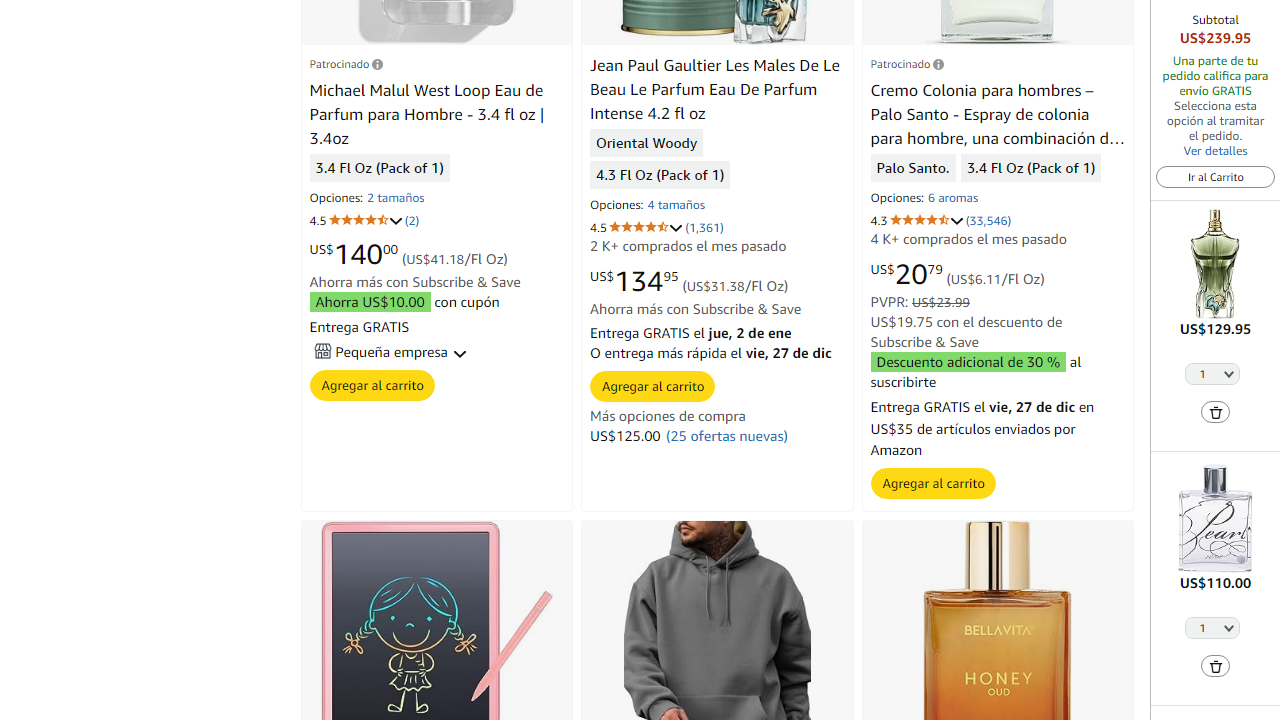 Patrocinado
Michael Malul West Loop Eau de
Parfum para Hombre - 3.4 fl oz |
3.4oz
3.4 Fl Oz (Pack of 1)
Opciones: 2 tamaños
4.5 (2)
US$140.00 (US$41.18/Fl Oz)
Ahorra más con Subscribe & Save
Ahorra US$10.00 con cupón
Entrega GRATIS
Pequeña empresa
Agregar al carrito
Jean Paul Gaultier Les Males De Le
Beau Le Parfum Eau De Parfum
Intense 4.2 fl oz
Oriental Woody
4.3 Fl Oz (Pack of 1)
Opciones: 4 tamaños
4.5 (1,361)
2 K+ comprados el mes pasado
US$134.95 (US$31.38/Fl Oz)
Ahorra más con Subscribe & Save
Entrega GRATIS el jue, 2 de ene
O entrega más rápida el vie, 27 de dic
Agregar al carrito
Más opciones de compra
US$125.00 (25 ofertas nuevas)
Patrocinado
Cremo Colonia para hombres –
Palo Santo - Espray de colonia
para hombre, una combinación d…
Palo Santo. 3.4 Fl Oz (Pack of 1)
Opciones: 6 aromas
4.3 (33,546)
4 K+ comprados el mes pasado
US$20.79 (US$6.11/Fl Oz)
PVPR: US$23.99
US$19.75 con el descuento de
Subscribe & Save
Descuento adicional de 30 % al
suscribirte
Entrega GRATIS el vie, 27 de dic en
US$35 de artículos enviados por
Amazon
Agregar al carrito
BELLAVITA
HONEY
OUD
Subtotal
US$239.95
Una parte de tu
pedido califica para
envío GRATIS
Selecciona esta
opción al tramitar
el pedido.
Ver detalles
Ir al Carrito
US$129.95
1
Pearl
US$110.00
1